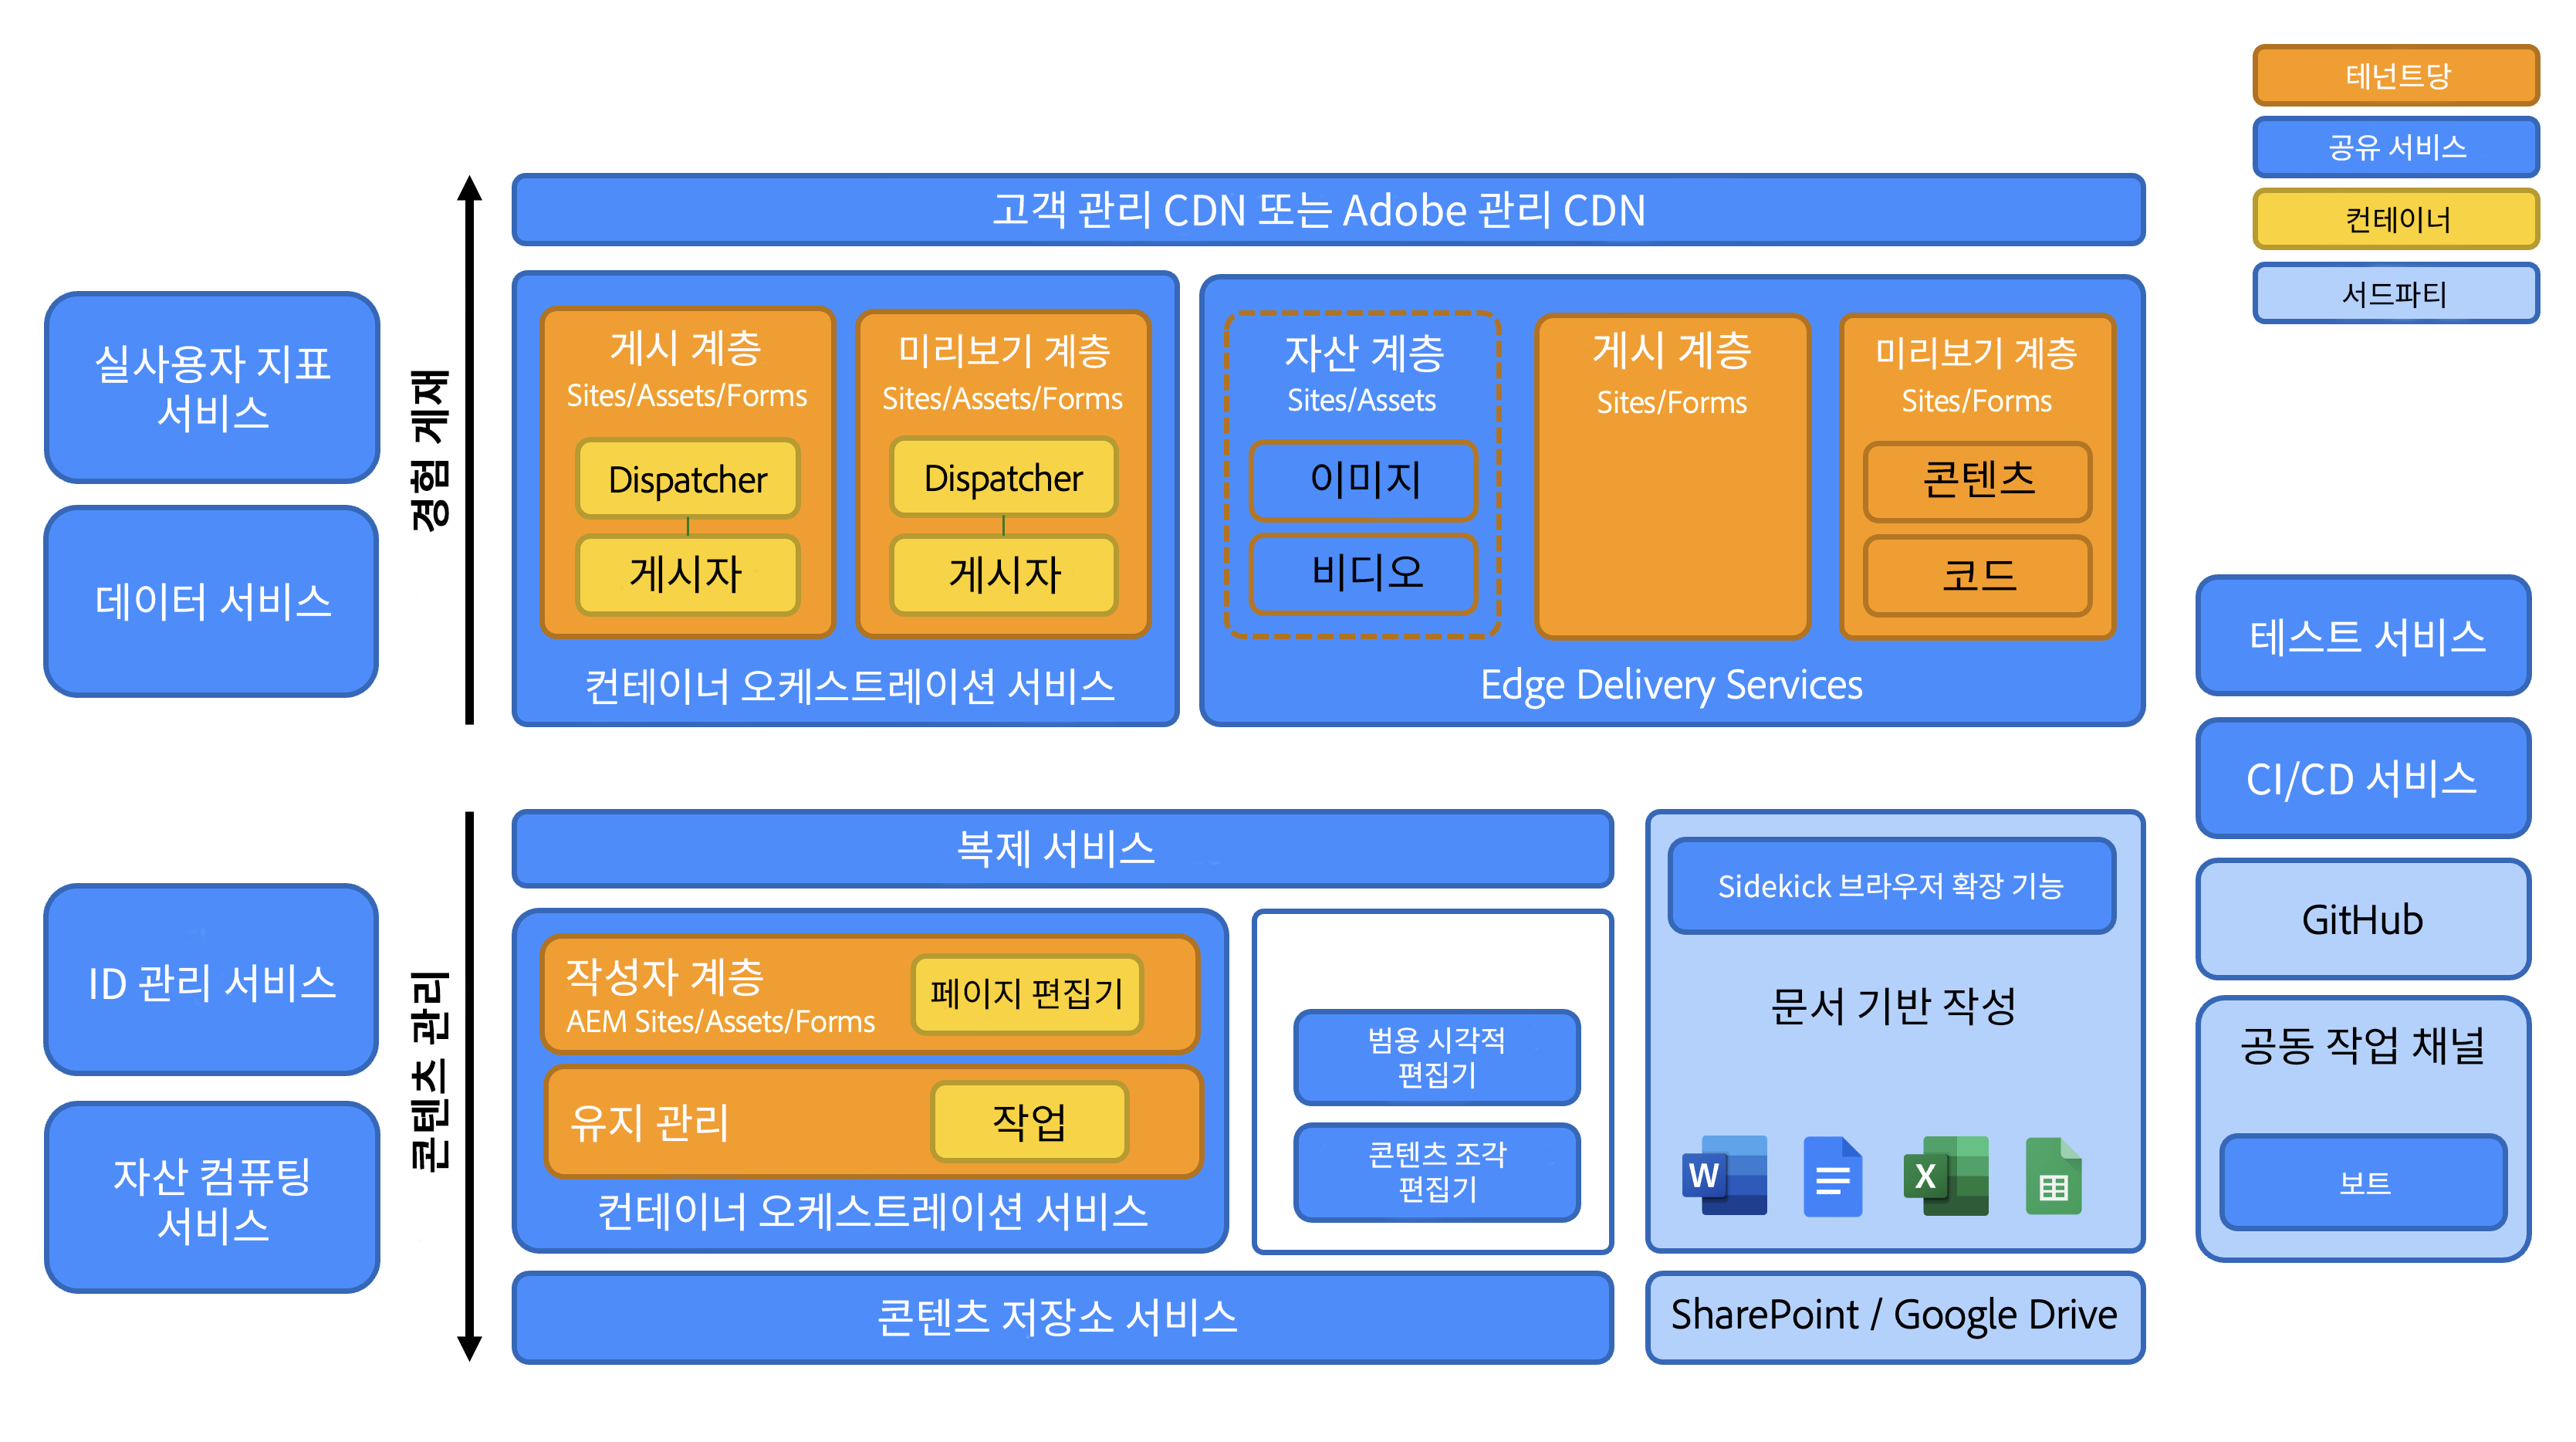 테넌트당
공유 서비스
컨테이너
서드파티
고객 관리 CDN 또는 Adobe 관리 CDN
경험 게재
실사용자 지표
서비스
데이터 서비스
게시 계층
Sites/Assets/Forms
Dispatcher
게시자
미리보기 계층
Sites/Assets/Forms
Dispatcher
게시자
컨테이너 오케스트레이션 서비스
자산 계층
Sites/Assets
이미지
비디오
게시 계층
Sites/Forms
미리보기 계층
Sites/Forms
콘텐츠
코드
Edge Delivery Services
테스트 서비스
CI/CD 서비스
GitHub
공동 작업 채널
보트
콘텐츠 관리
ID 관리 서비스
자산 컴퓨팅
서비스
복제 서비스
작성자 계층
AEM Sites/Assets/Forms
페이지 편집기
유지 관리
작업
컨테이너 오케스트레이션 서비스
범용 시각적
편집기
콘텐츠 조각
편집기
콘텐츠 저장소 서비스
Sidekick 브라우저 확장 기능
문서 기반 작성
W
X
SharePoint / Google Drive